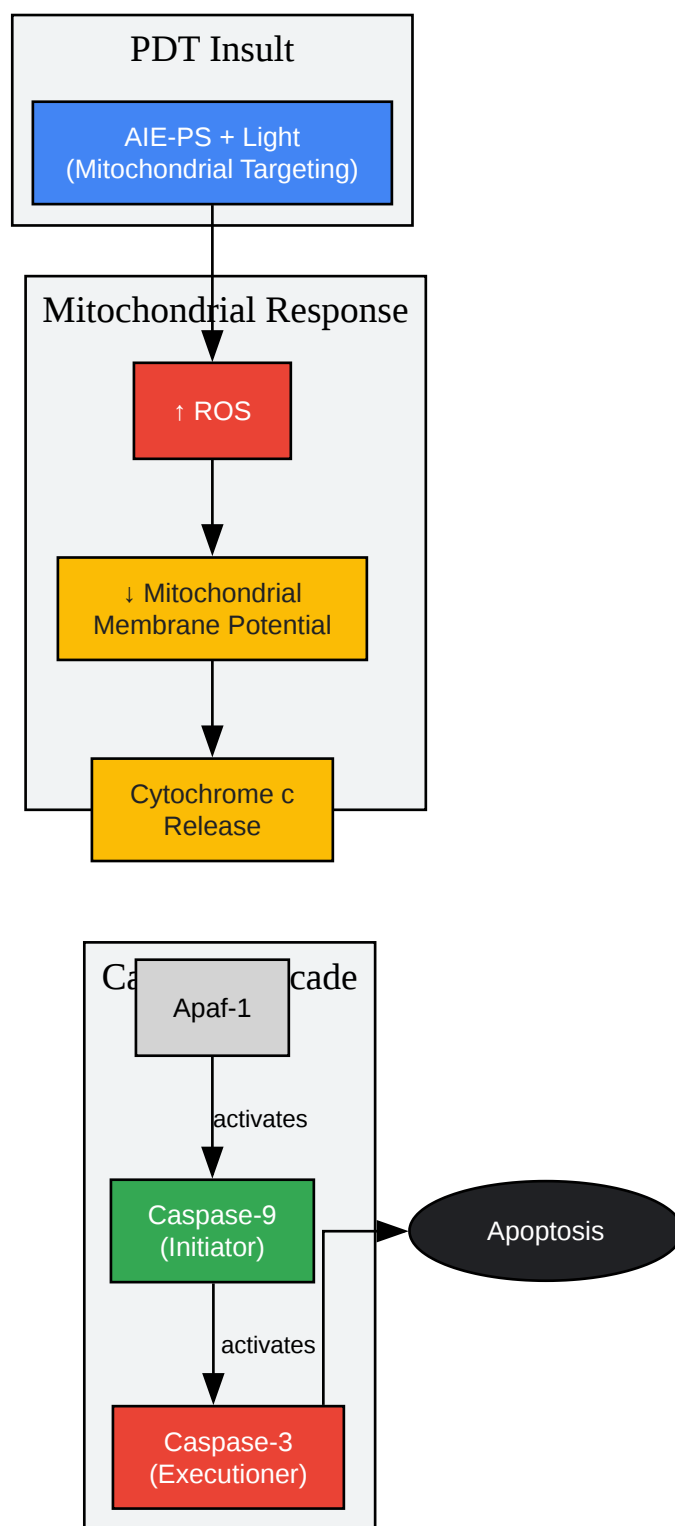 PDT Insult
AIE-PS + Light
(Mitochondrial Targeting)
Mitochondrial Response
↑ ROS
↓ Mitochondrial
Membrane Potential
Cytochrome c
Release
Apaf-1
activates
Caspase-9
(Initiator)
Apoptosis
activates
Caspase-3
(Executioner)